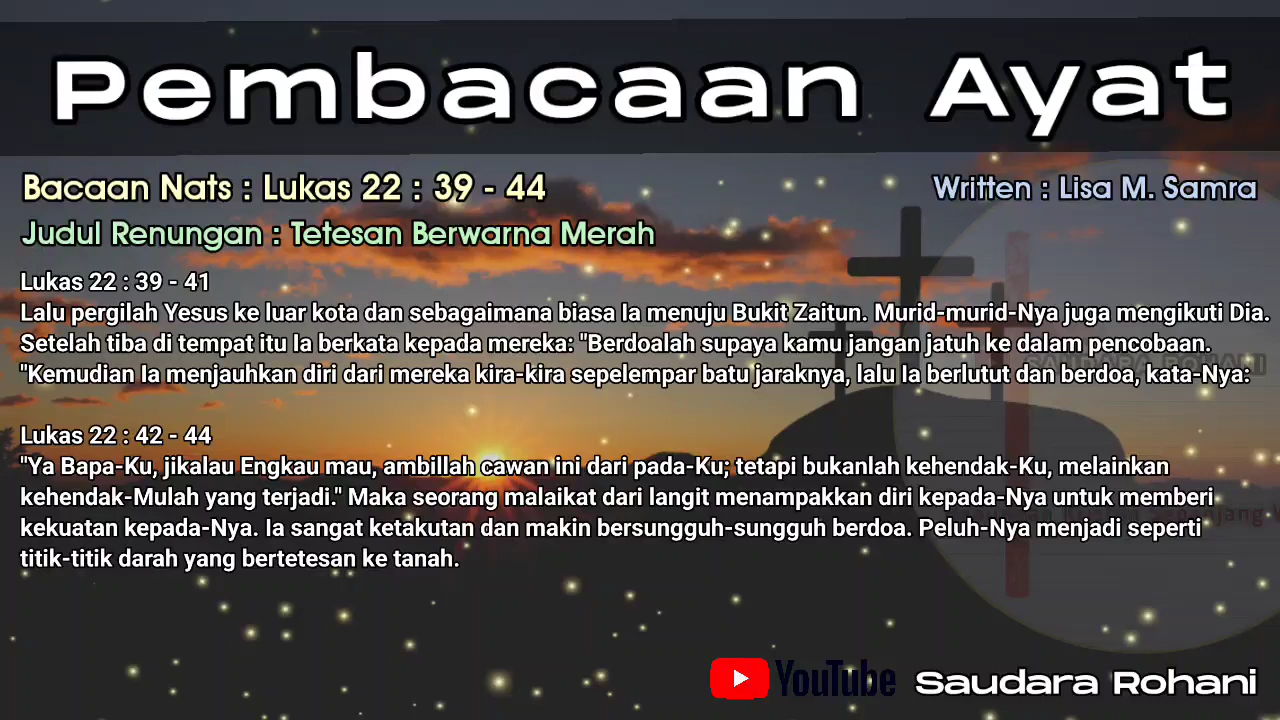 Pembacaan Ayat
Bacaan Nats : Lukas 22 : 39 - 44
Written : Lisa M. Samra
Judul Renungan : Tetesan Berwarna Merah
Lukas 22 : 39 - 41
Lalu pergilah Yesus ke luar kota dan sebagaimana biasa Ia menuju Bukit Zaitun. Murid-murid-Nya juga mengikuti Dia.
Setelah tiba di tempat itu Ia berkata kepada mereka: "Berdoalah supaya kamu jangan jatuh ke dalam pencobaan.
"Kemudian Ia menjauhkan diri dari mereka kira-kira sepelempar batu jaraknya, lalu Ia berlutut dan berdoa, kata-Nya:
SAUDARA ROHANI
Lukas 22 : 42 - 44
"Ya Bapa-Ku, jikalau Engkau mau, ambillah cawan ini dari pada-Ku; tetapi bukanlah kehendak-Ku, melainkan
kehendak-Mulah yang terjadi." Maka seorang malaikat dari langit menampakkan diri kepada-Nya untuk memberi
kekuatan kepada-Nya. Ia sangat ketakutan dan makin bersungguh-sungguh berdoa. Peluh-Nya menjadi seperti
titik-titik darah yang bertetesan ke tanah.
YouTube
Saudara Rohani